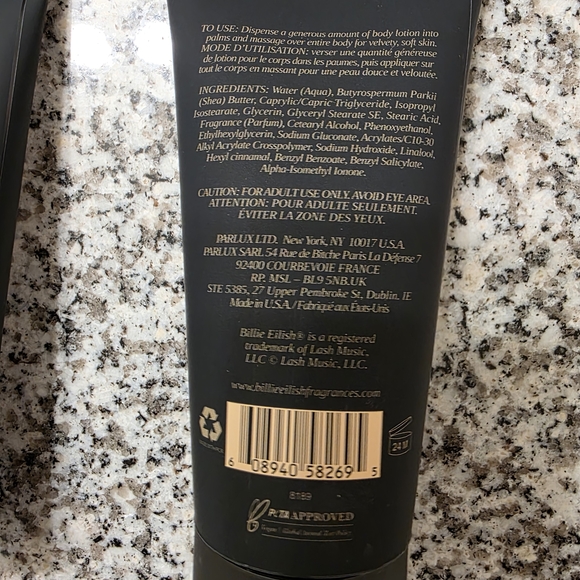 TO USE: Dispense a generous amount of body lotion into
palms and massage over entire body for velvety, soft skin.
MODE D'UTILISATION: verser une quantité généreuse
de lotion pour le corps dans les paumes, puis appliquer sur
tout le corps en massant pour une peau douce et veloutée.
INGREDIENTS: Water (Aqua), Butyrospermum Parkii
(Shea) Butter, Caprylic/Capric Triglyceride, Isopropyl
Isostearate, Glycerin, Glyceryl Stearate SE, Stearic Acid,
Fragrance (Parfum), Cetearyl Alcohol, Phenoxyethanol,
Ethylhexylglycerin, Sodium Gluconate, Acrylates/C10-30
Alkyl Acrylate Crosspolymer, Sodium Hydroxide, Linalool,
Hexyl cinnamal, Benzyl Benzoate, Benzyl Salicylate,
Alpha-Isomethyl Ionone.
CAUTION: FOR ADULT USE ONLY. AVOID EYE AREA.
ATTENTION: POUR ADULTE SEULEMENT.
ÉVITER LA ZONE DES YEUX.
PARLUX LTD. New York, NY 10017 U.S.A.
PARLUX SARL 54 Rue de Bitche Paris La Défense 7
92400 COURBEVOIE FRANCE
RP. MSL – BL9 5NB.UK
STE 5385, 27 Upper Pembroke St, Dublin. IE
Made in U.S.A./ Fabriqué aux États-Unis
Billie Eilish® is a registered
trademark of Lash Music,
LLC © Lash Music, LLC.
www.billieeilishfragrances.com
24 M
6 08940 58269 5
8189
PETA APPROVED